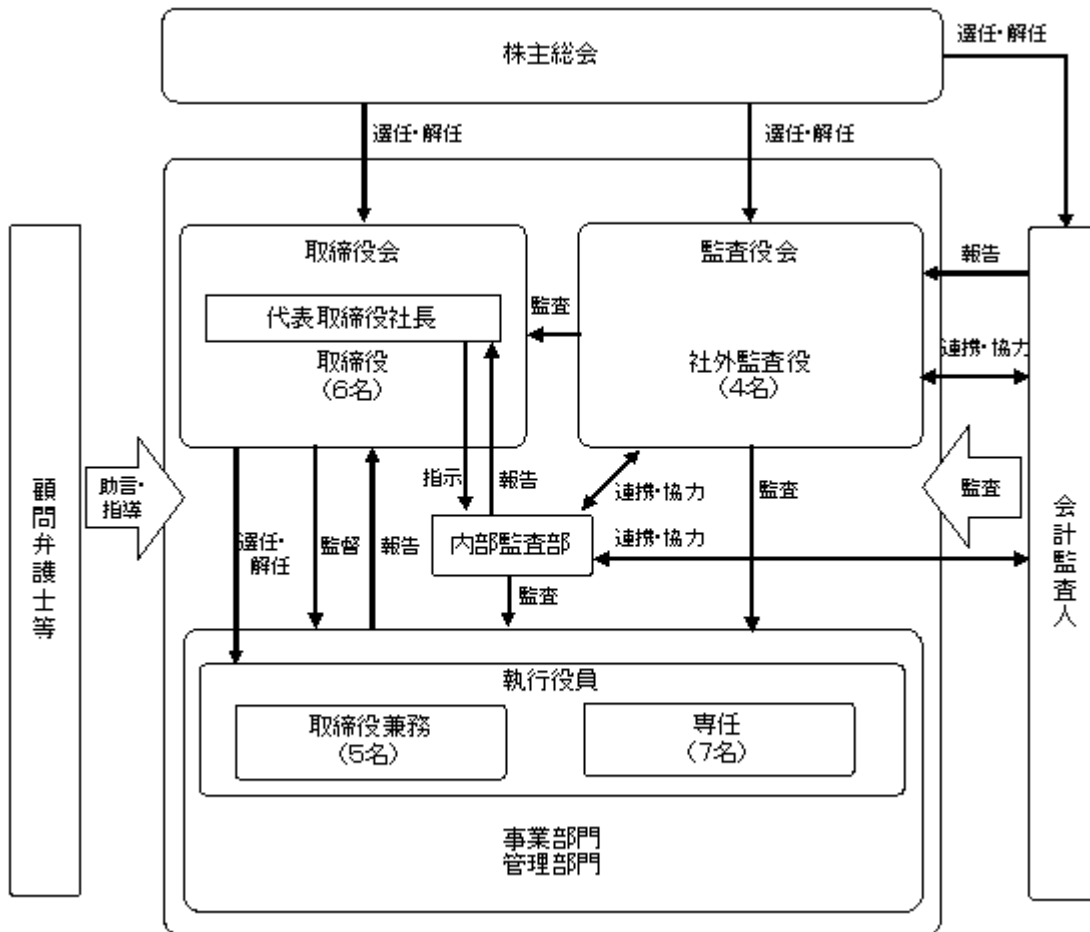 株主総会
選任・解任
選任・解任
選任・解任
取締役会
代表取締役社長
取締役
（6名）
監査
監査役会
社外監査役
（4名）
報告
連携・協力
顧問弁護士等
助言・
指導
監査
会計監査人
指示
報告
連携・協力
監査
選任・
解任
監督
報告
内部監査部
連携・協力
監査
執行役員
取締役兼務
（5名）
専任
（7名）
事業部門
管理部門